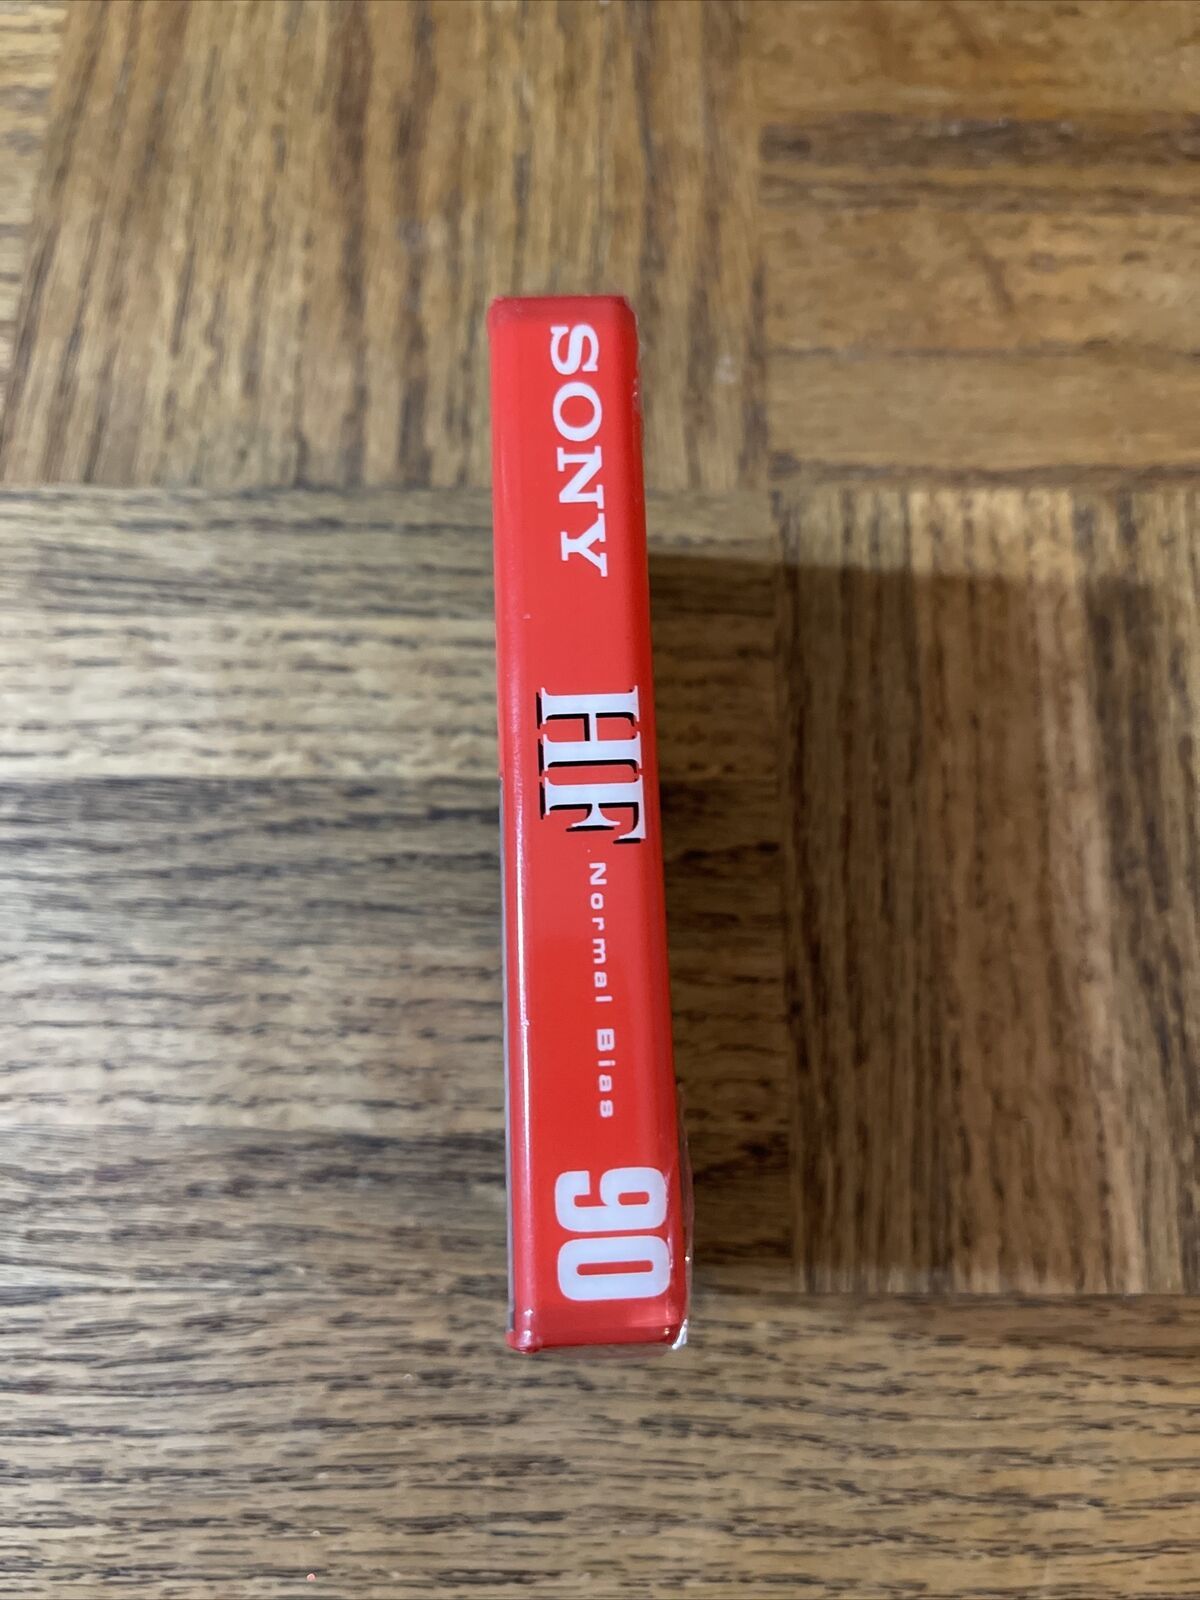 SONY
HF
Normal Bias
90